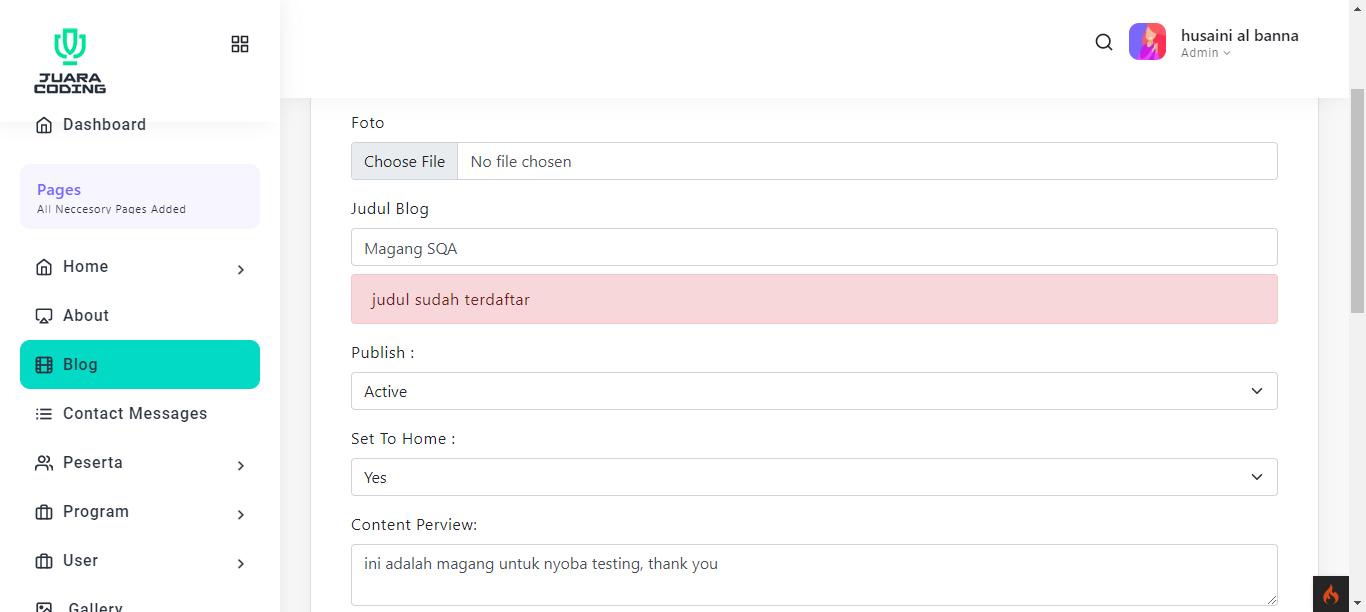 JUARA
CODING
husaini al banna
Admin
Dashboard
Pages
All Neccesory Pages Added
Home
About
Blog
Contact Messages
Peserta
Program
User
Gallery
Foto
Choose File No file chosen
Judul Blog
Magang SQA
judul sudah terdaftar
Publish :
Active
Set To Home :
Yes
Content Perview:
ini adalah magang untuk nyoba testing, thank you